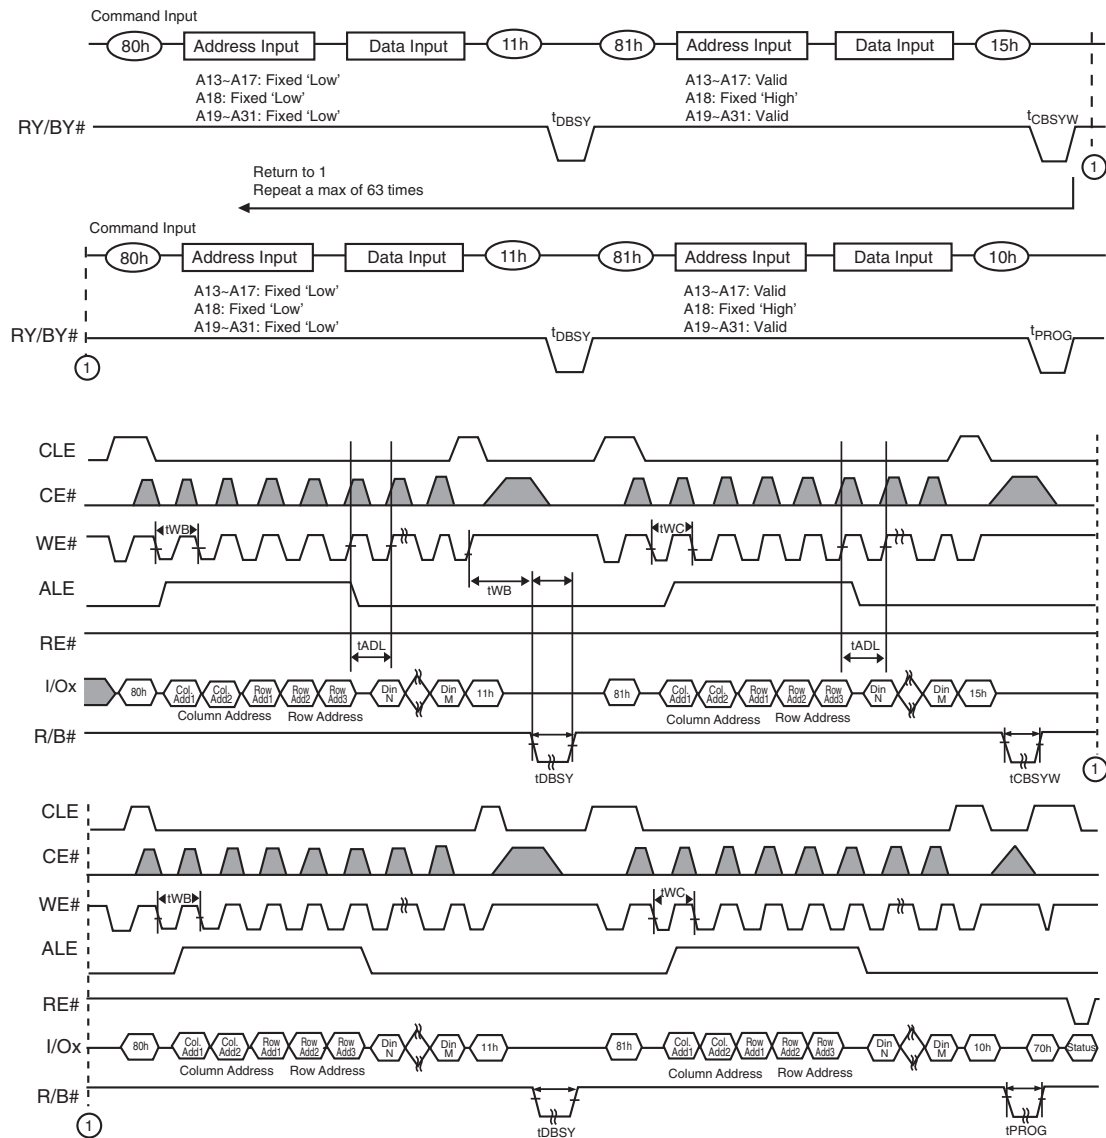 Command Input
80h Address Input Data Input 11h 81h Address Input Data Input 15h
A13~A17: Fixed ‘Low’ A13~A17: Valid
A18: Fixed ‘Low’ A18: Fixed ‘High’
A19~A31: Fixed ‘Low’ A19~A31: Valid
RY/BY# tDBSY tCBSYW
1
Return to 1
Repeat a max of 63 times
Command Input
80h Address Input Data Input 11h 81h Address Input Data Input 10h
A13~A17: Fixed ‘Low’ A13~A17: Valid
A18: Fixed ‘Low’ A18: Fixed ‘High’
A19~A31: Fixed ‘Low’ A19~A31: Valid
RY/BY# tDBSY tPROG
1
CLE
CE#
WE# tWB tWC
ALE tWB
RE# tADL tADL
I/Ox 80h Col. Add1 Col. Add2 Row Add1 Row Add2 Row Add3 Din N Din M 11h 81h Col. Add1 Col. Add2 Row Add1 Row Add2 Row Add3 Din N Din M 15h
Column Address Row Address Column Address Row Address
R/B# tDBSY tCBSYW
1
CLE
CE#
WE# tWB tWC
ALE
RE#
I/Ox 80h Col. Add1 Col. Add2 Row Add1 Row Add2 Row Add3 Din N Din M 11h 81h Col. Add1 Col. Add2 Row Add1 Row Add2 Row Add3 Din N Din M 10h 70h Status
Column Address Row Address Column Address Row Address
R/B# tDBSY tPROG
1